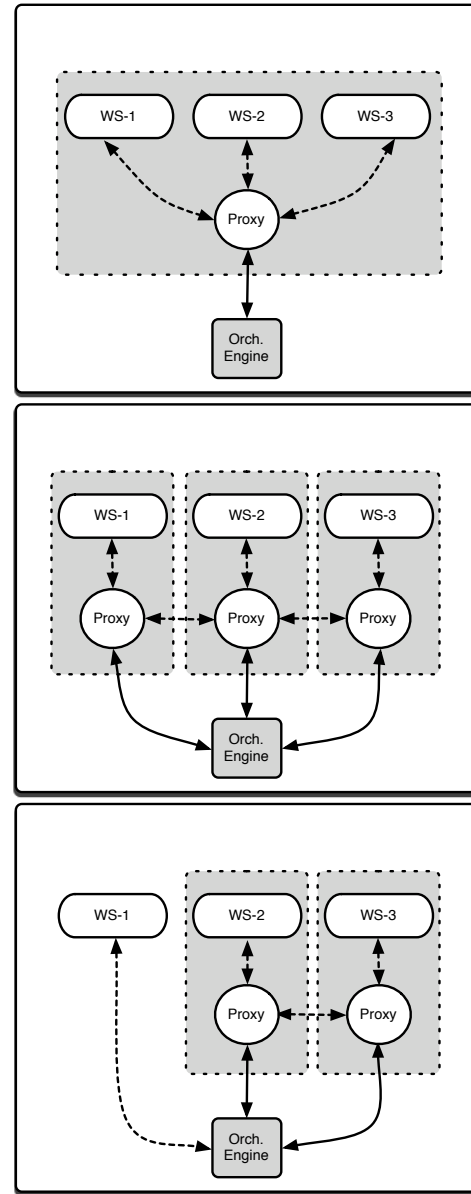 WS-1
WS-2
WS-3
Proxy
Orch.
Engine
WS-1
WS-2
WS-3
Proxy
Proxy
Proxy
Orch.
Engine
WS-1
WS-2
WS-3
Proxy
Proxy
Orch.
Engine